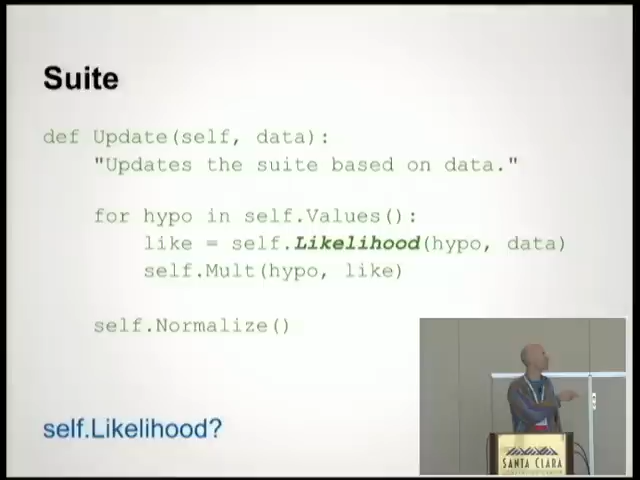 Suite
def Update(self, data):
"Updates the suite based on data."
for hypo in self.Values():
like = self.Likelihood(hypo, data)
self.Mult(hypo, like)
self.Normalize()
self.Likelihood?
SANTA CLARA